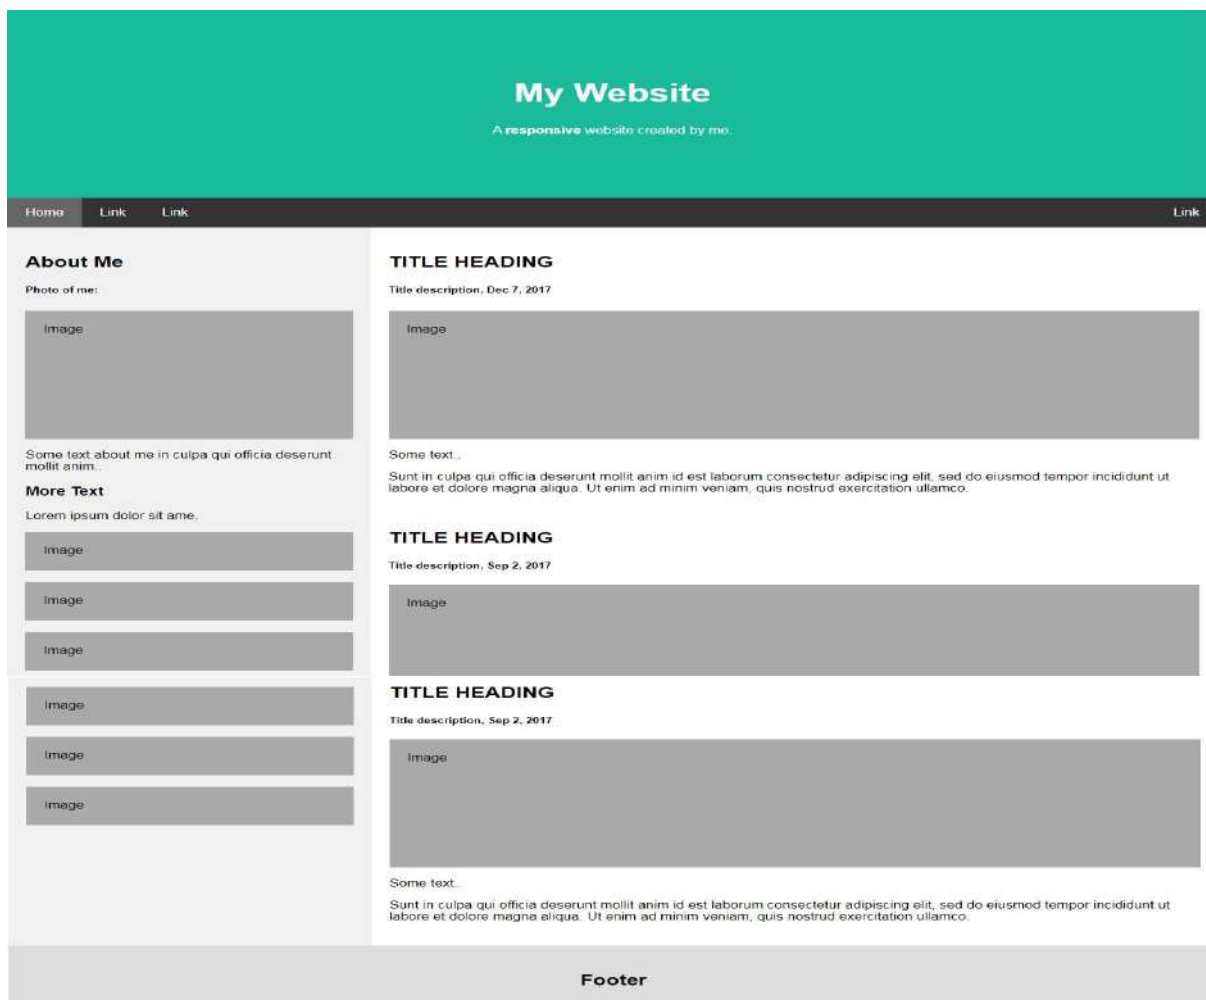 My Website
A responsive website created by me.
Home Link Link Link
About Me
Photo of me:
Image
Some text about me in culpa qui officia deserunt
mollit anim..
More Text
Lorem ipsum dolor sit ame.
Image
Image
Image
Image
Image
Image
TITLE HEADING
Title description, Dec 7, 2017
Image
Some text..
Sunt in culpa qui officia deserunt mollit anim id est laborum consectetur adipiscing elit, sed do eiusmod tempor incididunt ut
labore et dolore magna aliqua. Ut enim ad minim veniam, quis nostrud exercitation ullamco.
TITLE HEADING
Title description, Sep 2, 2017
Image
TITLE HEADING
Title description, Sep 2, 2017
Image
Some text..
Sunt in culpa qui officia deserunt mollit anim id est laborum consectetur adipiscing elit, sed do eiusmod tempor incididunt ut
labore et dolore magna aliqua. Ut enim ad minim veniam, quis nostrud exercitation ullamco.
Footer